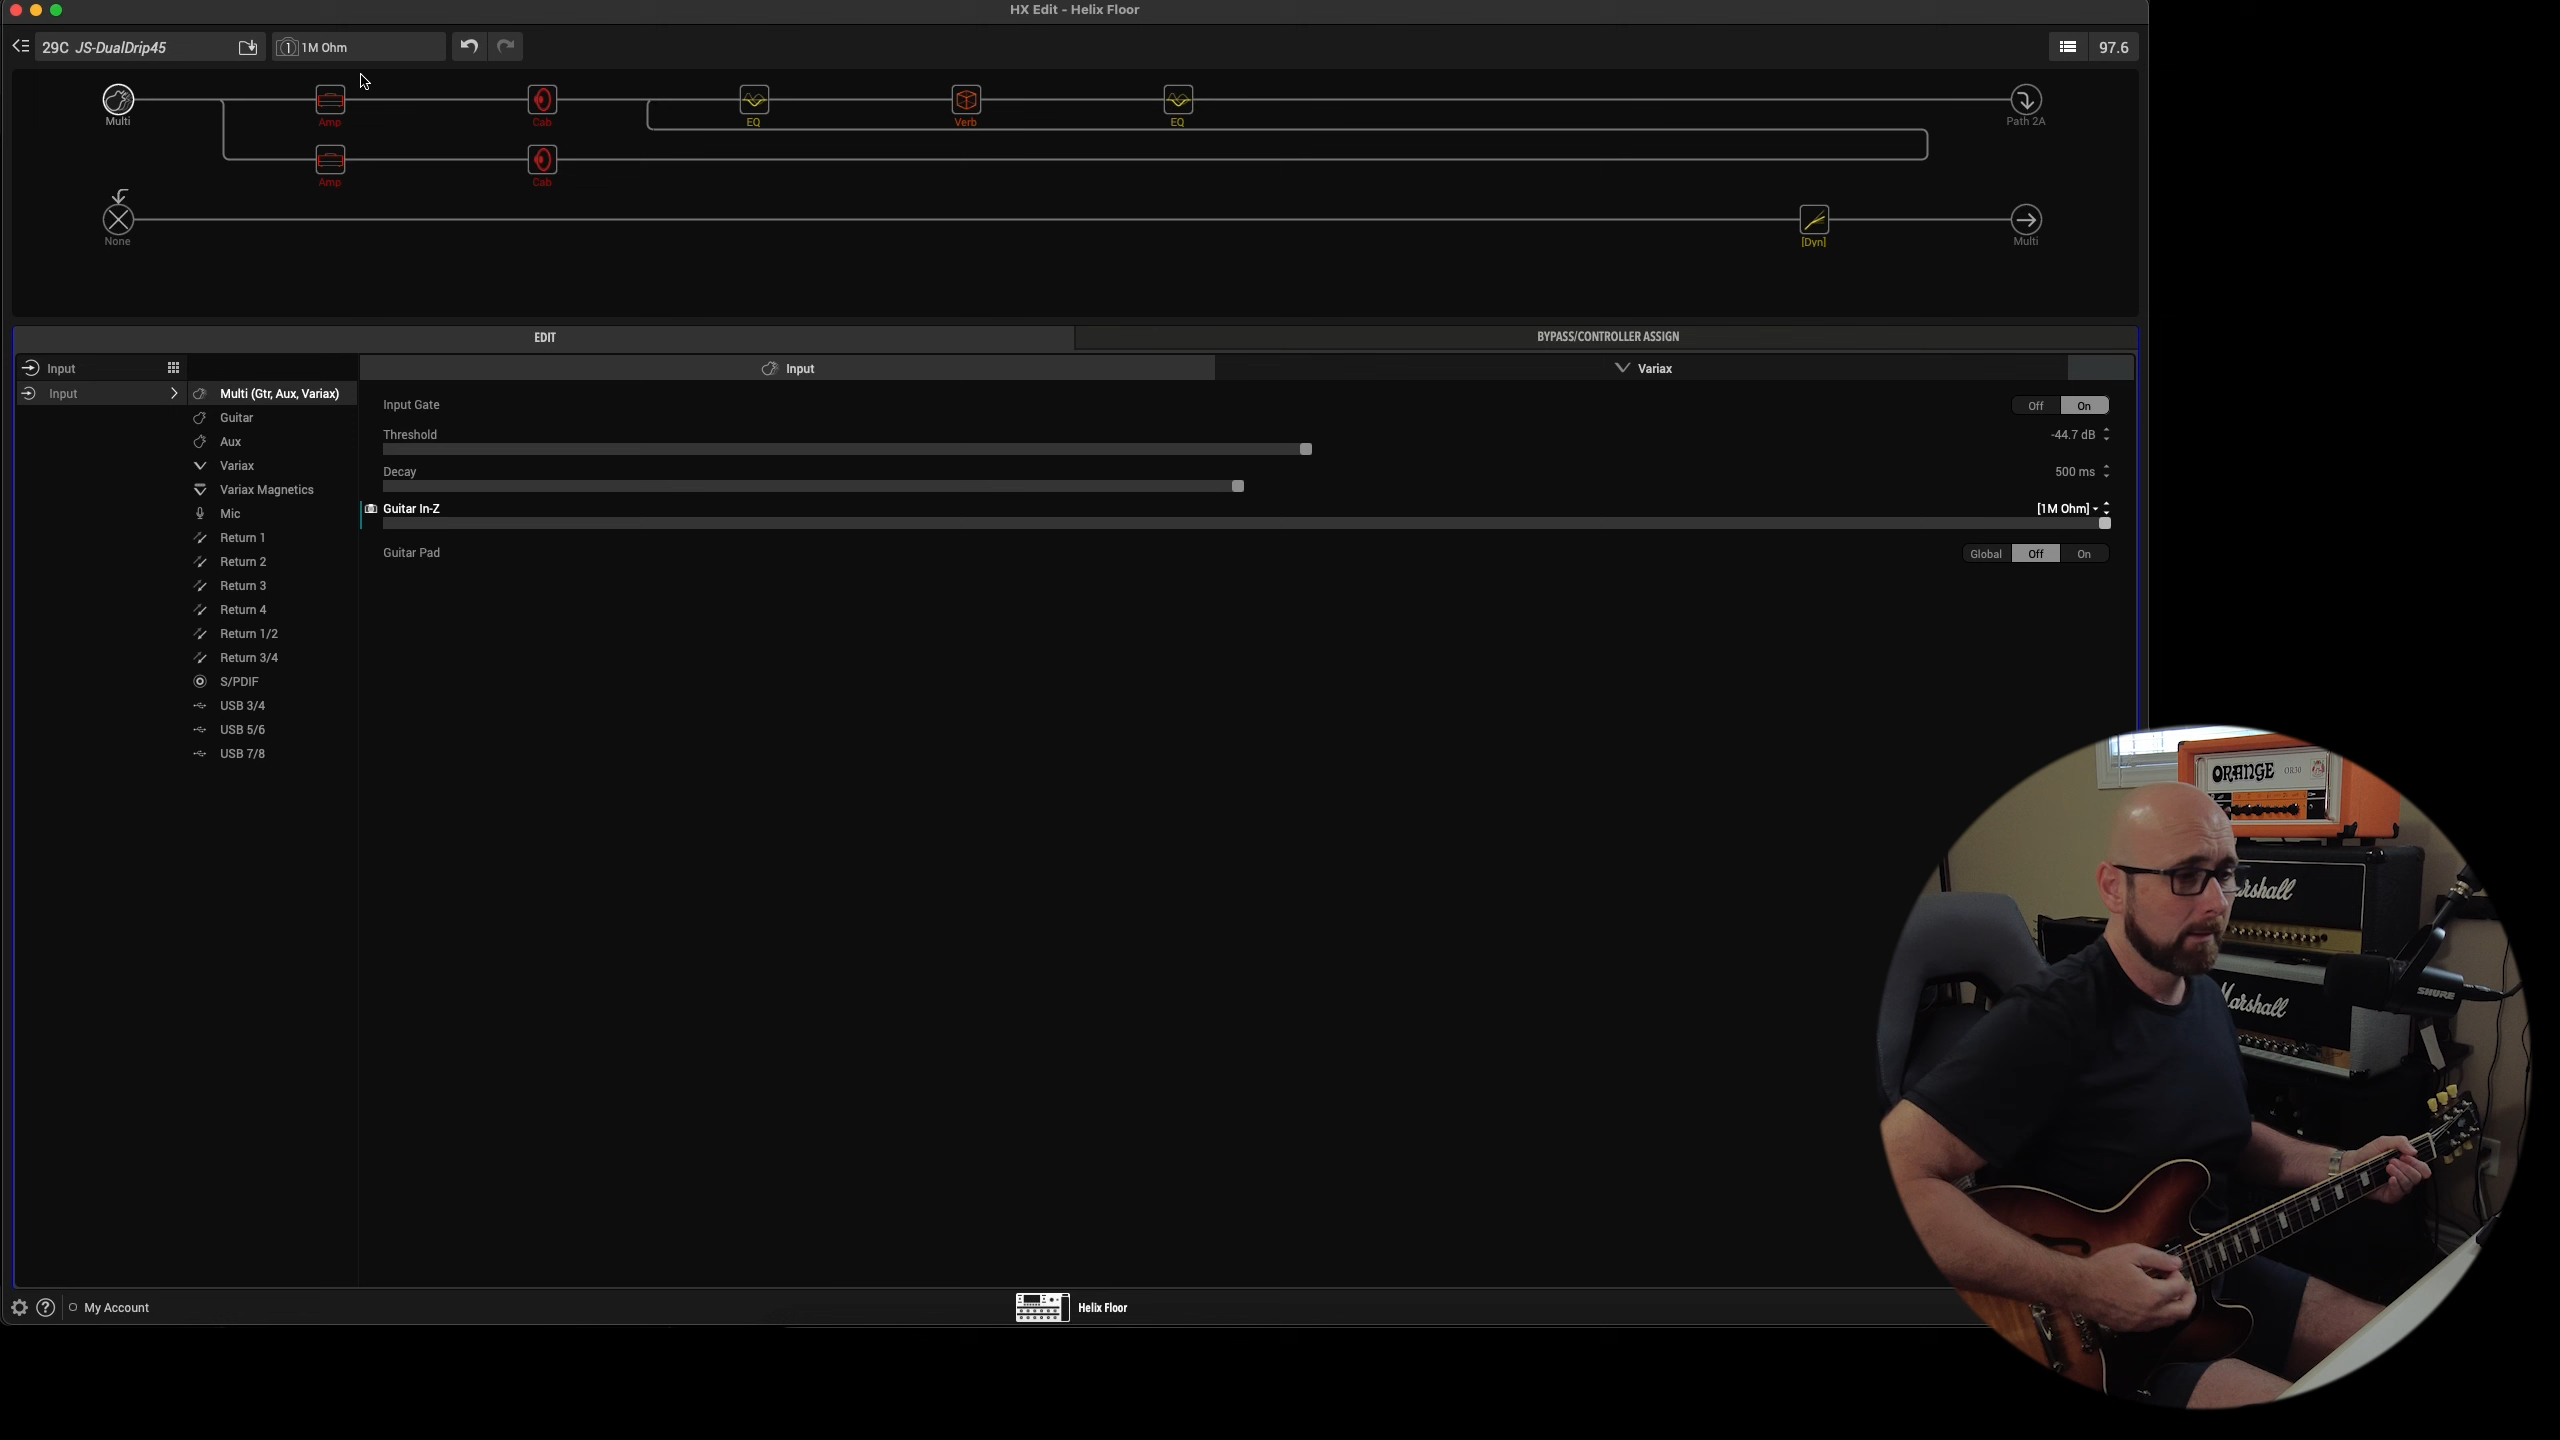 HX Edit - Helix Floor
29C JS-DualDrip45
1 1M Ohm
97.6
Multi
Amp
Cab
EQ
Verb
EQ
Path 2A
Amp
Cab
None
[Dyn]
Multi
EDIT
BYPASS/CONTROLLER ASSIGN
Input
Input
Variax
Input
Multi (Gtr, Aux, Variax)
Guitar
Aux
Variax
Variax Magnetics
Mic
Return 1
Return 2
Return 3
Return 4
Return 1/2
Return 3/4
S/PDIF
USB 3/4
USB 5/6
USB 7/8
Input Gate
Off On
Threshold
-44.7 dB
Decay
500 ms
Guitar In-Z
[1M Ohm]
Guitar Pad
Global Off On
ORANGE OR30
arshall
Marshall
SHURE
My Account
Helix Floor